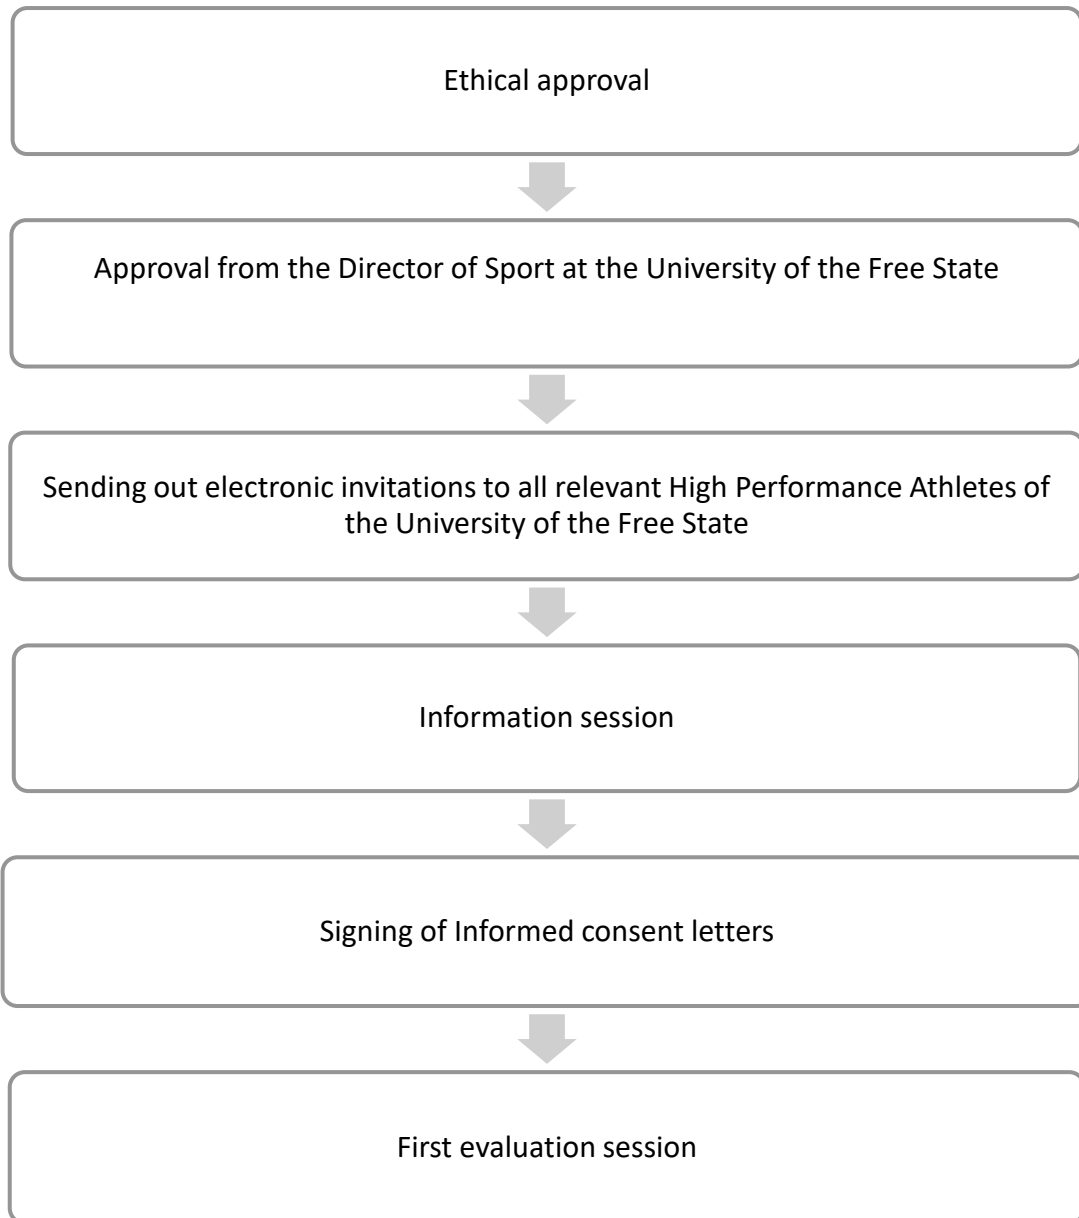 Ethical approval
Approval from the Director of Sport at the University of the Free State
Sending out electronic invitations to all relevant High Performance Athletes of
the University of the Free State
Information session
Signing of Informed consent letters
First evaluation session